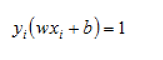 yᵢ(wxᵢ + b) = 1